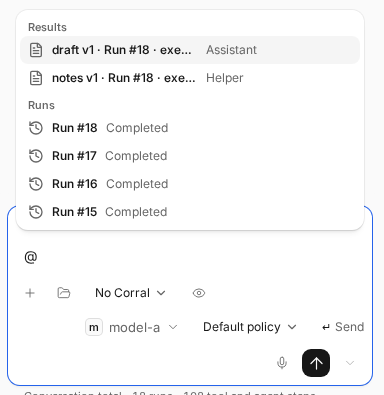 Results
draft v1 · Run #18 · exe... Assistant
notes v1 · Run #18 · exe... Helper
Runs
Run #18 Completed
Run #17 Completed
Run #16 Completed
Run #15 Completed
@
No Corral
m model-a Default policy ↵ Send